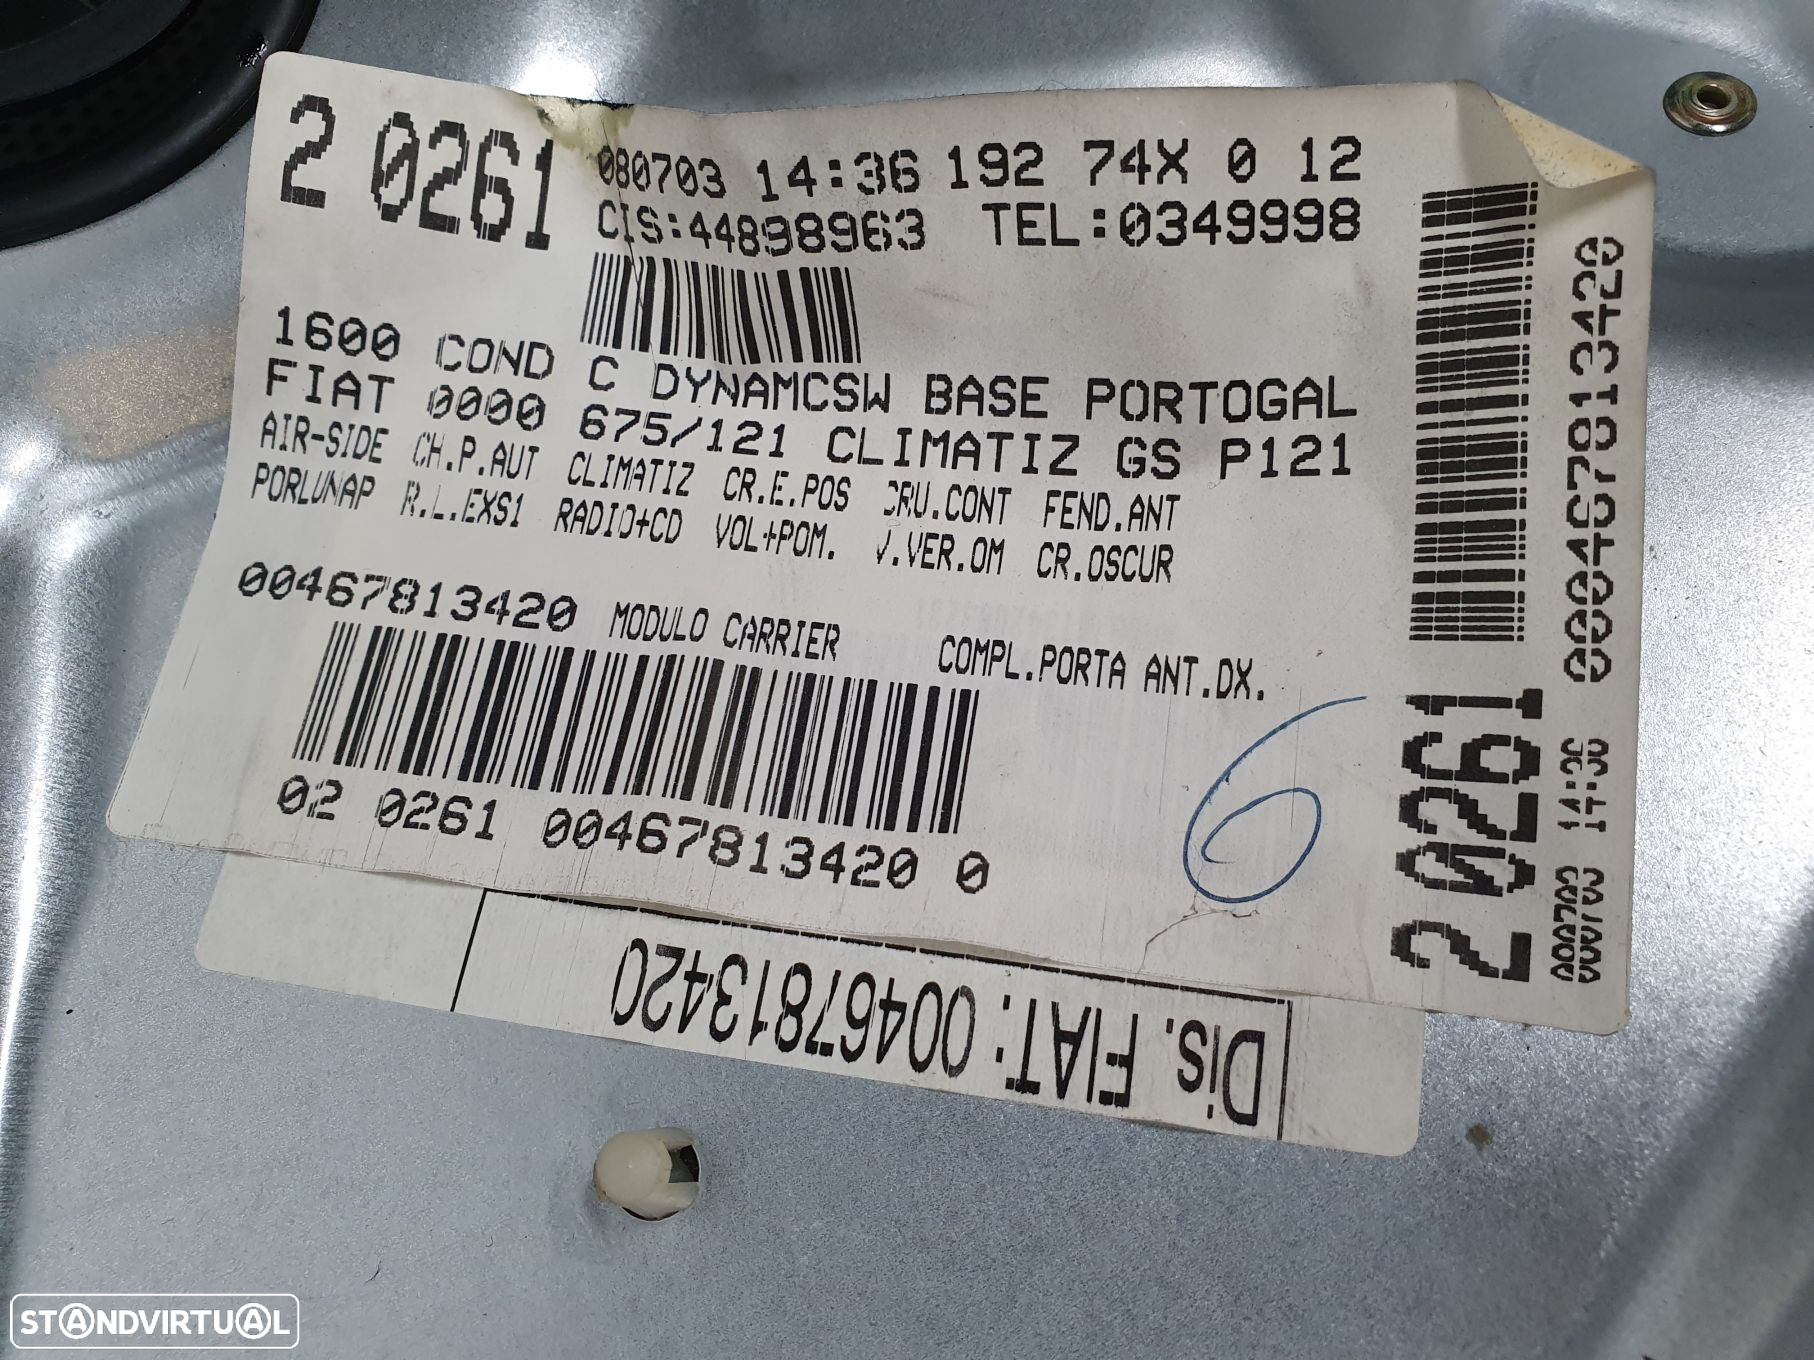 2 0261
080703 14:36 192 74X 0 12
CIS:44898963 TEL:0349998
1600 COND C DYNAMCSW BASE PORTOGAL
FIAT 0000 675/121 CLIMATIZ GS P121
AIR-SIDE CH.P.AUT CLIMATIZ CR.E.POS CRU.CONT FEND.ANT
PORLUNAP R.L.EXS1 RADIO+CD VOL+POM. V.VER.OM CR.OSCUR
00467813420 MODULO CARRIER COMPL.PORTA ANT.DX.
02 0261 00467813420 0
6
2 0261
080703 14:36 00467813420
Dis. FIAT: 00467813420
STANDVIRTUAL